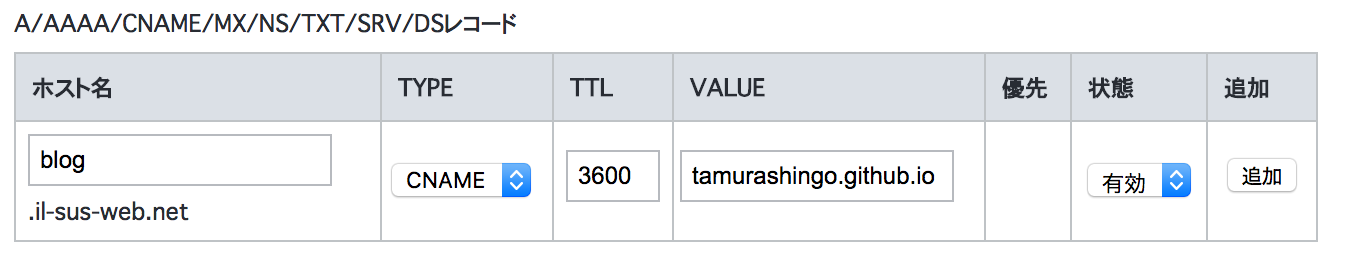 A/AAAA/CNAME/MX/NS/TXT/SRV/DSレコード
ホスト名 TYPE TTL VALUE 優先 状態 追加
blog CNAME 3600 tamurashingo.github.io 有効 追加
.il-sus-web.net